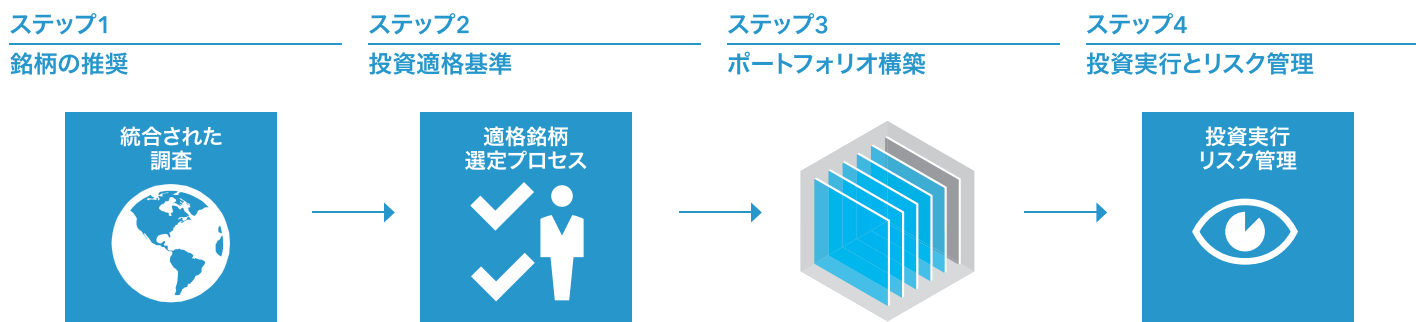 ステップ1
銘柄の推奨
統合された
調査
ステップ2
投資適格基準
適格銘柄
選定プロセス
ステップ3
ポートフォリオ構築
ステップ4
投資実行とリスク管理
投資実行
リスク管理